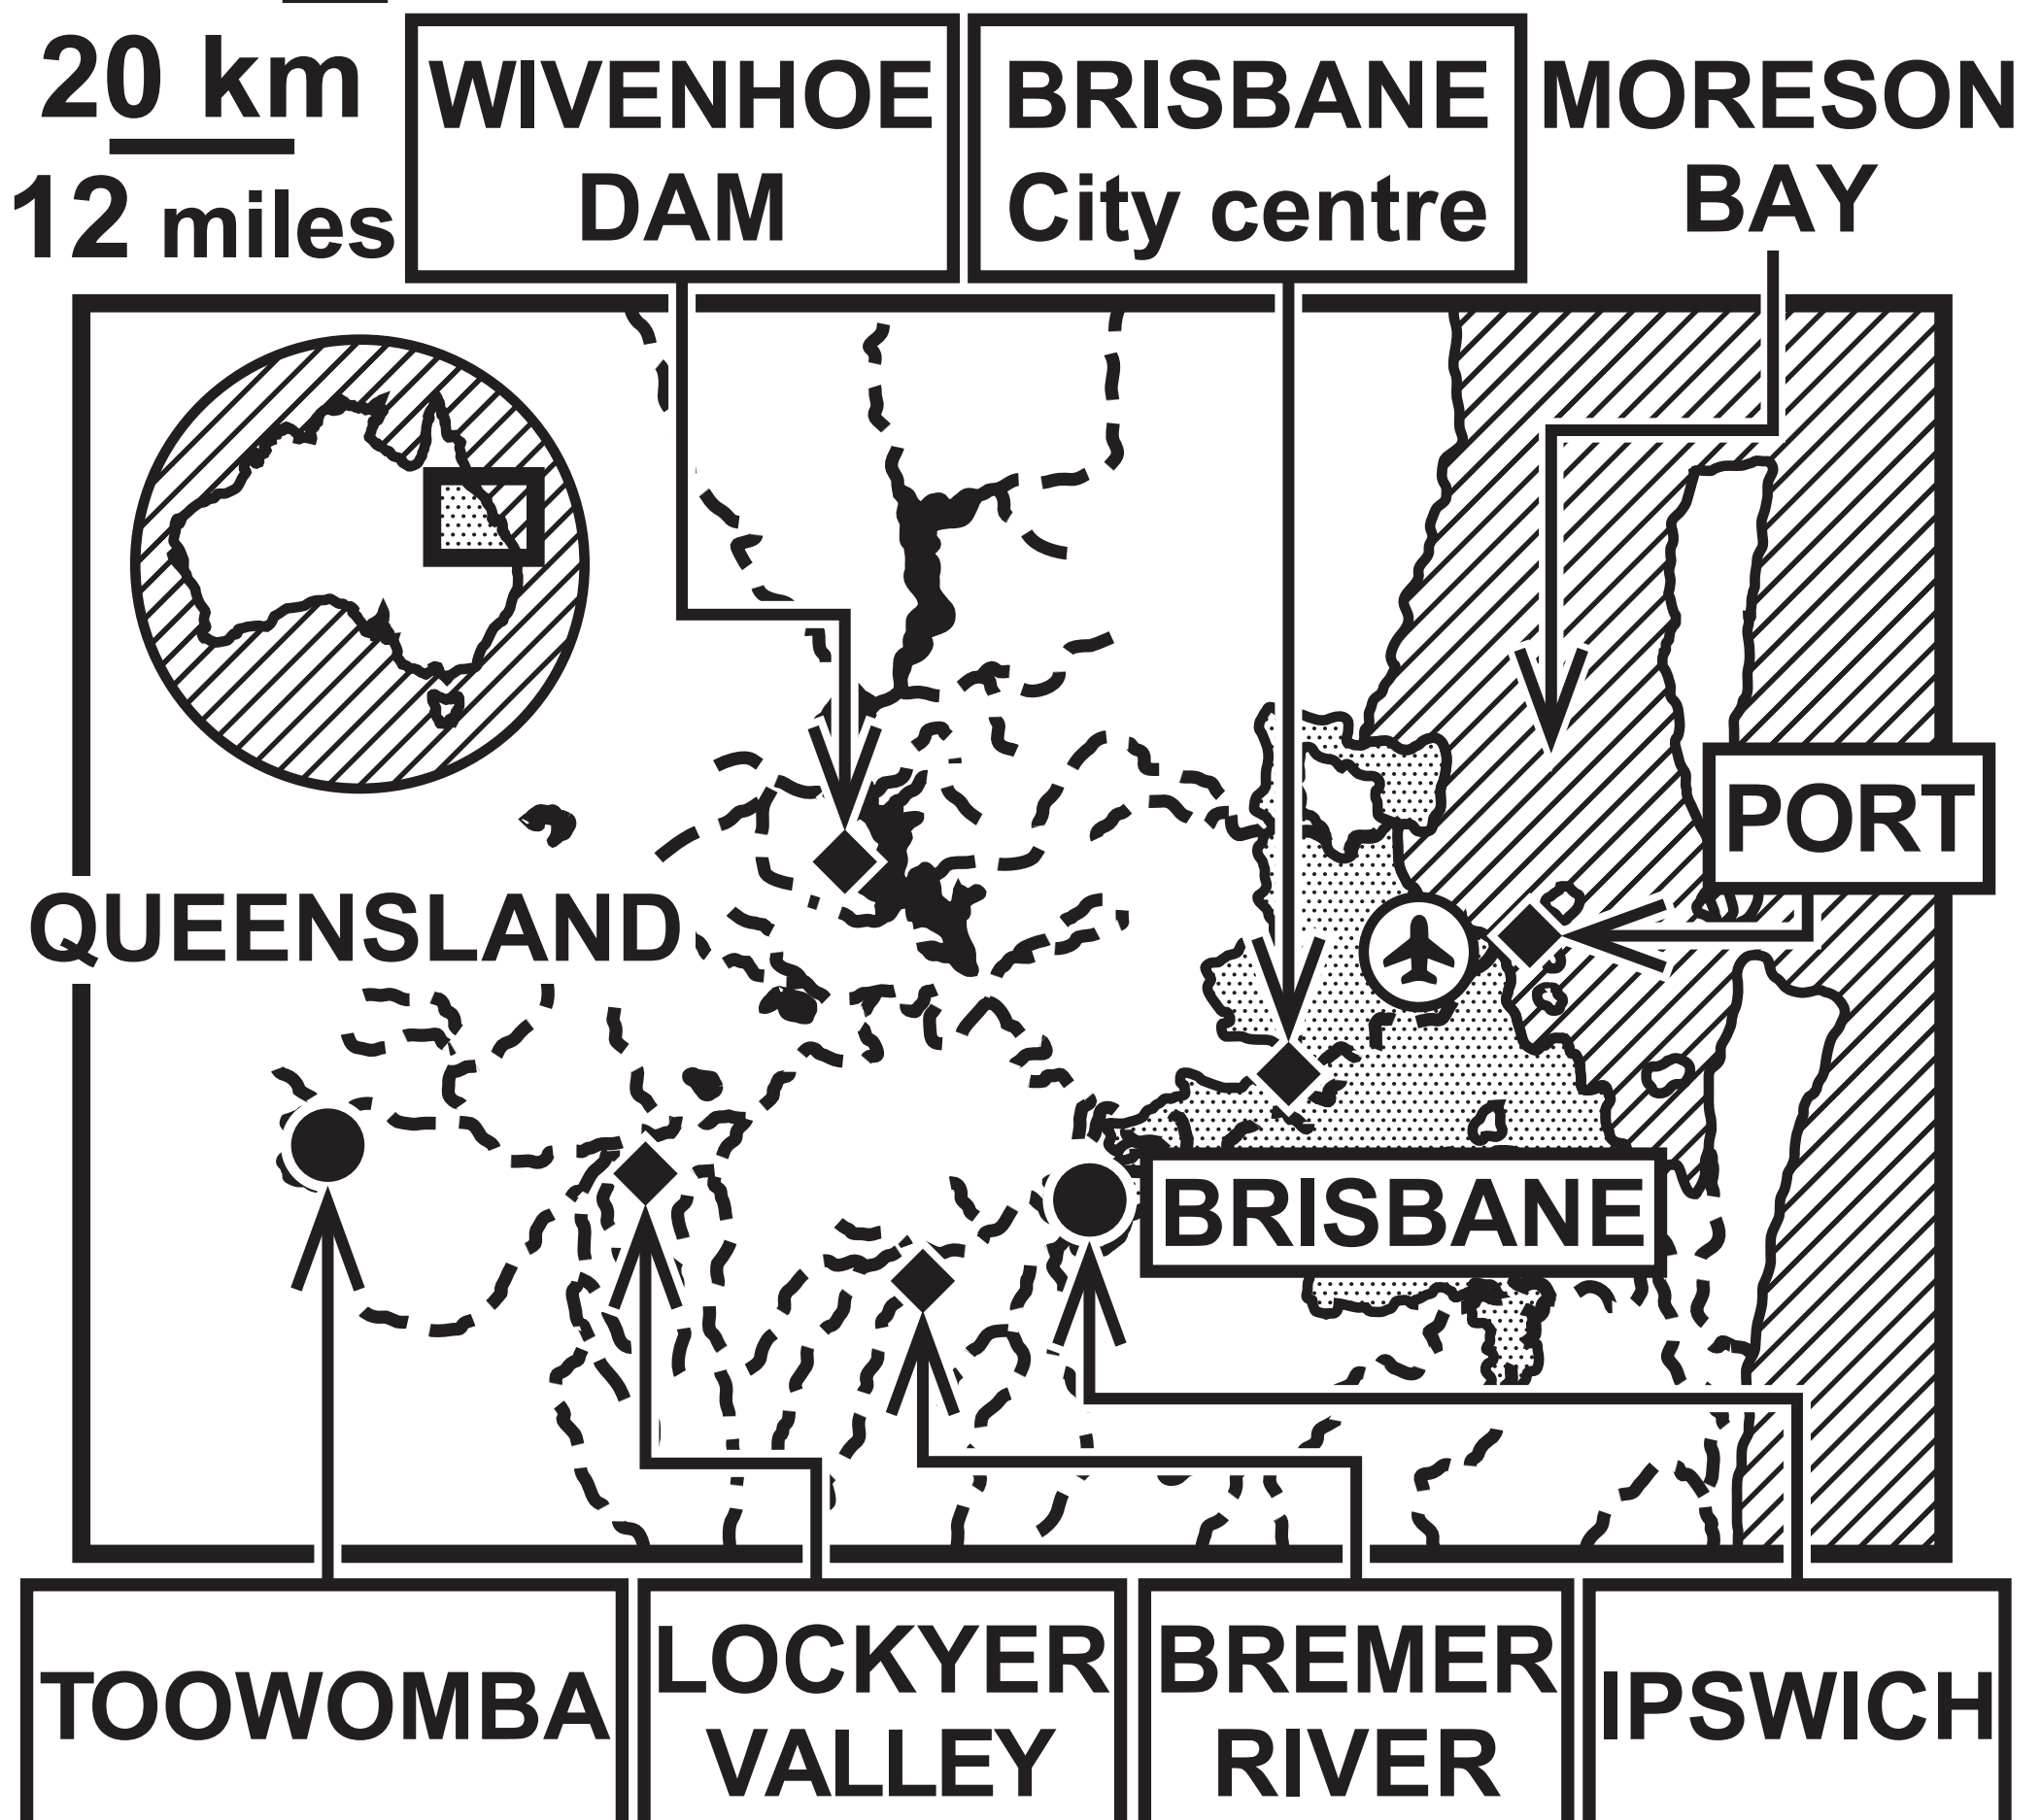 20 km
12 miles
WIVENHOE
DAM
BRISBANE
City centre
MORESON
BAY
PORT
QUEENSLAND
BRISBANE
TOOWOMBA
LOCKYER
VALLEY
BREMER
RIVER
IPSWICH